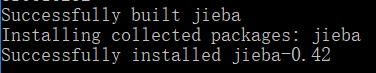 Successfully built jieba
Installing collected packages: jieba
Successfully installed jieba-0.42